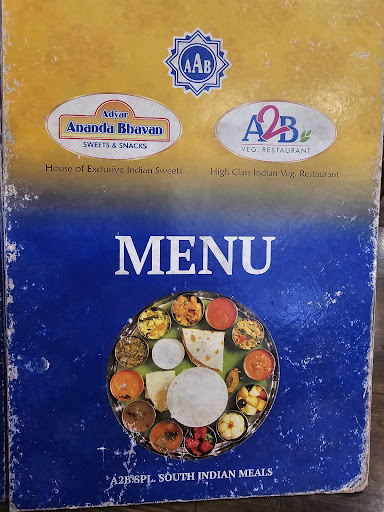 AAB
Adyar
Ananda Bhavan
SWEETS & SNACKS
House of Exclusive Indian Sweets
A2B
VEG. RESTAURANT
High Class Indian Veg. Restaurant
MENU
A2B SPL. SOUTH INDIAN MEALS